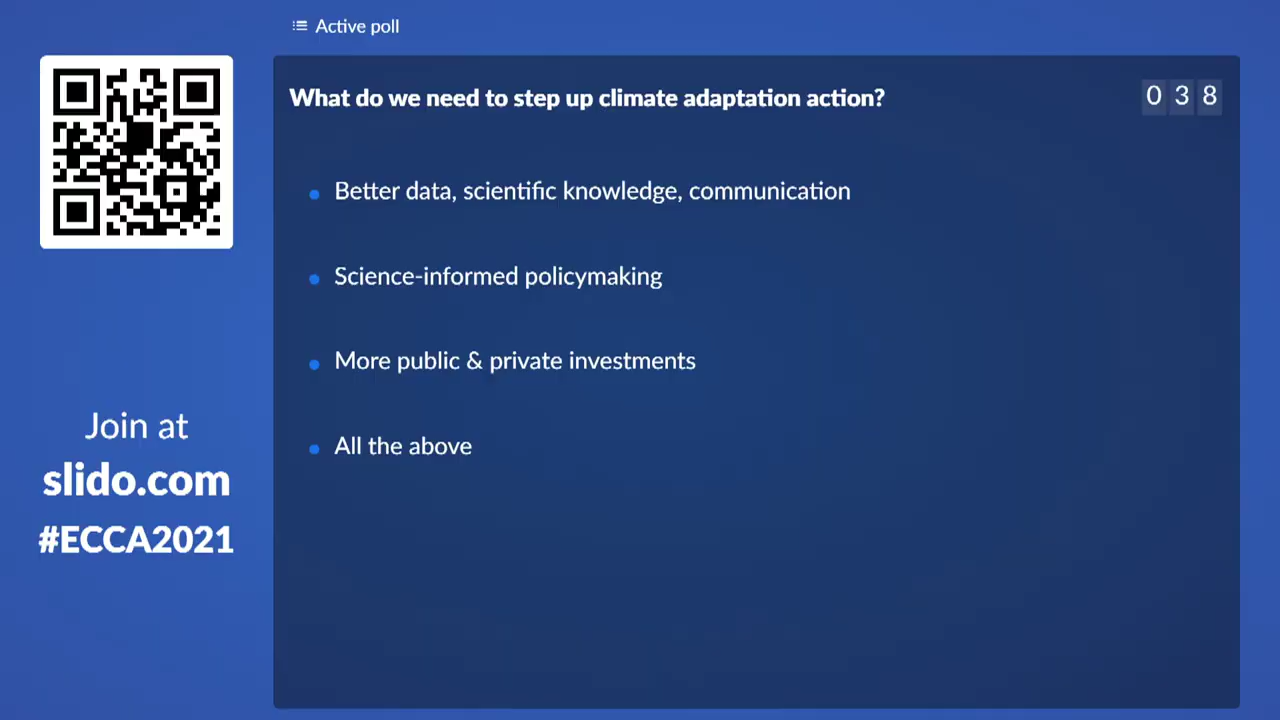 Active poll
What do we need to step up climate adaptation action?
038
Better data, scientific knowledge, communication
Science-informed policymaking
More public & private investments
All the above
Join at
slido.com
#ECCA2021